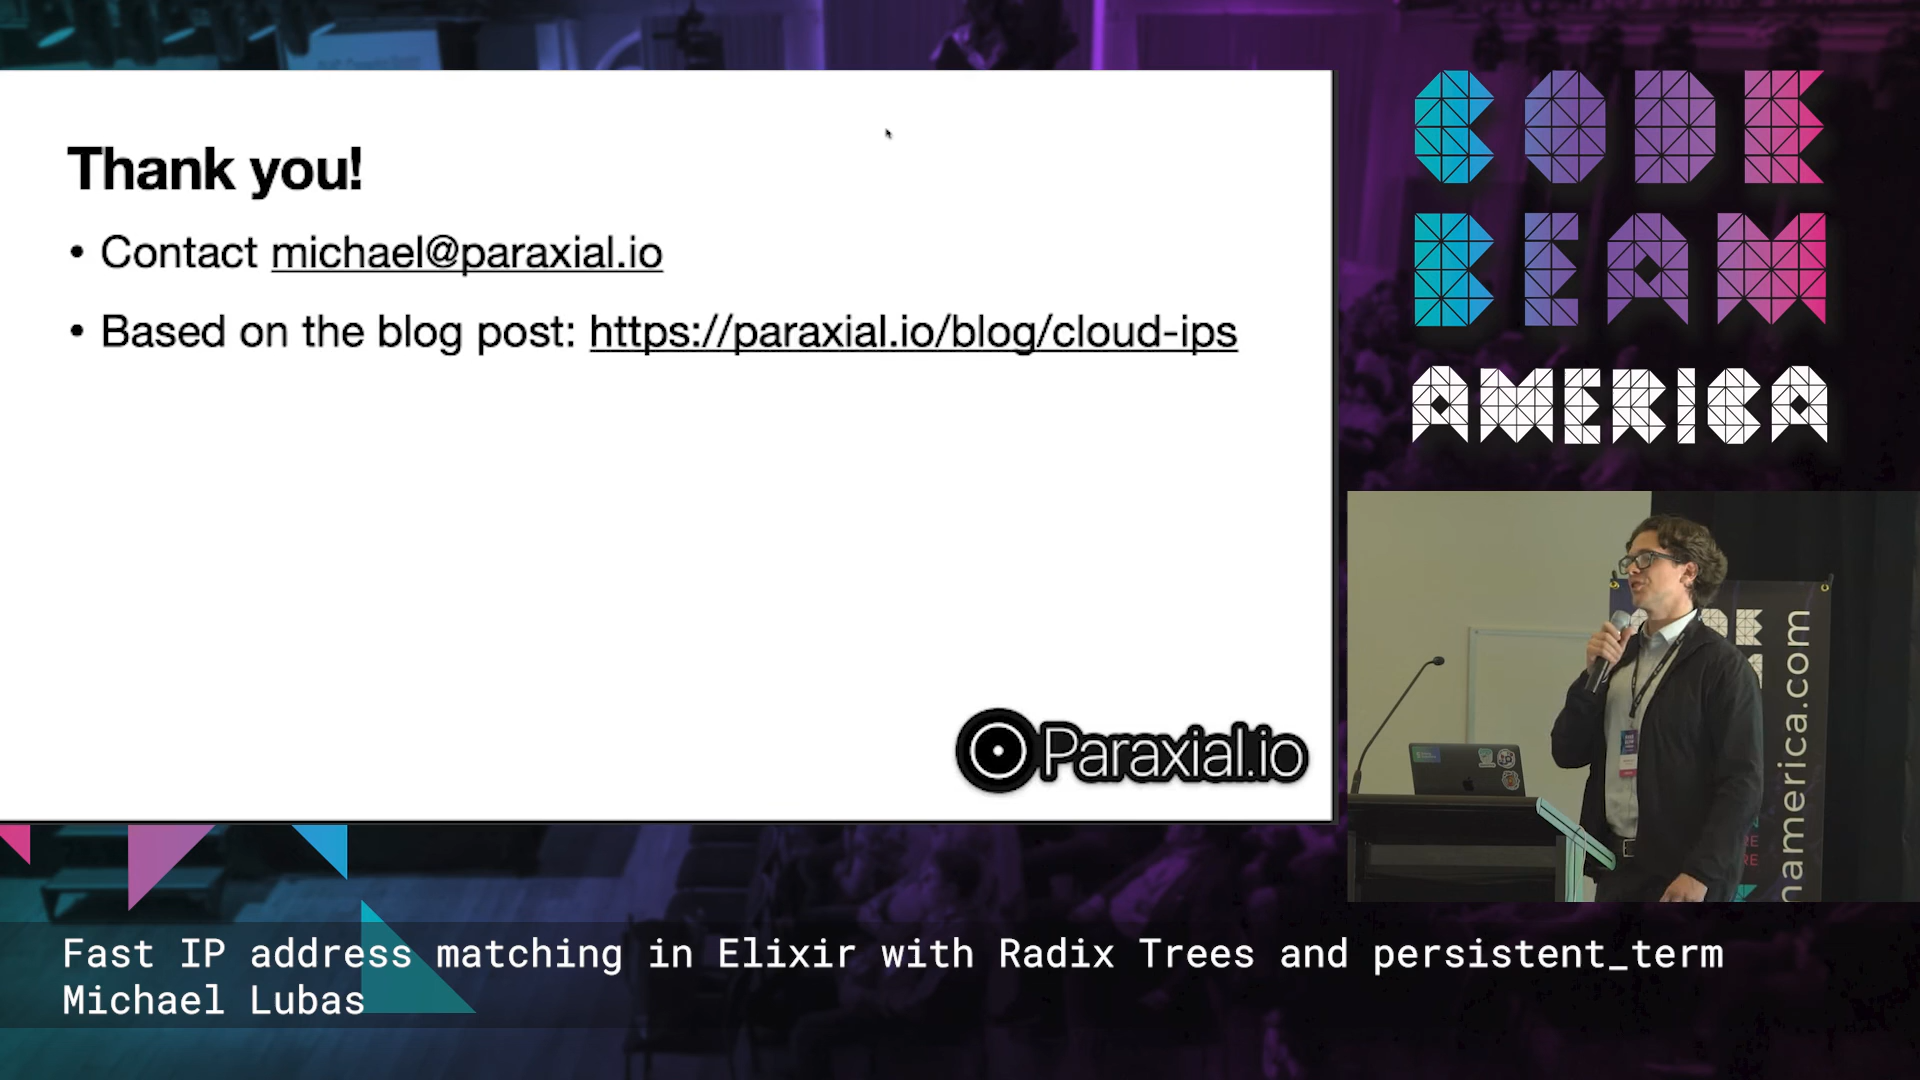 Thank you!
• Contact michael@paraxial.io
• Based on the blog post: https://paraxial.io/blog/cloud-ips
Paraxial.io
CODE
BEAM
AMERICA
namerica.com
Fast IP address matching in Elixir with Radix Trees and persistent_term
Michael Lubas